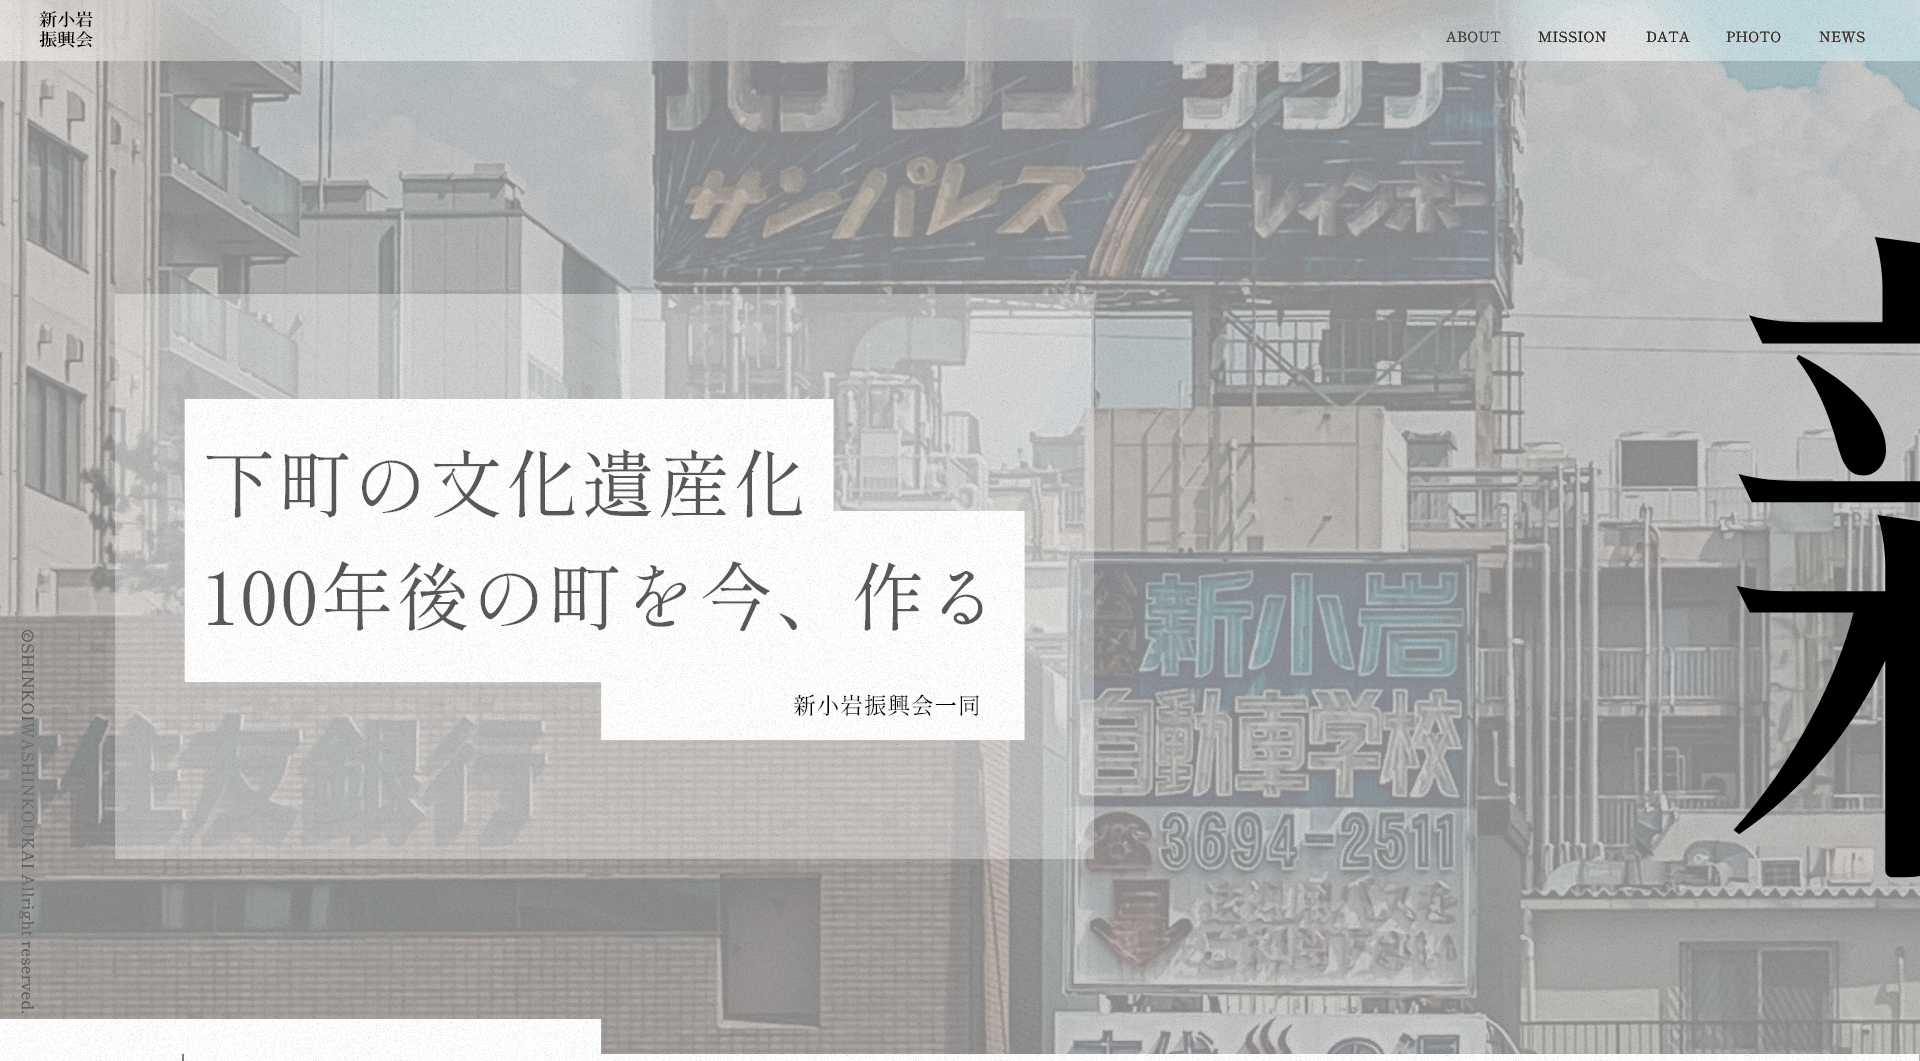 新小岩
振興会
ABOUT MISSION DATA PHOTO NEWS
サウナ
サンパレス
レインボー
下町の文化遺産化
100年後の町を今、作る
新小岩振興会一同
新小岩
自動車学校
3694-2511
住友銀行
©SHINKOIWASHINKOUKAI Allright reserved.